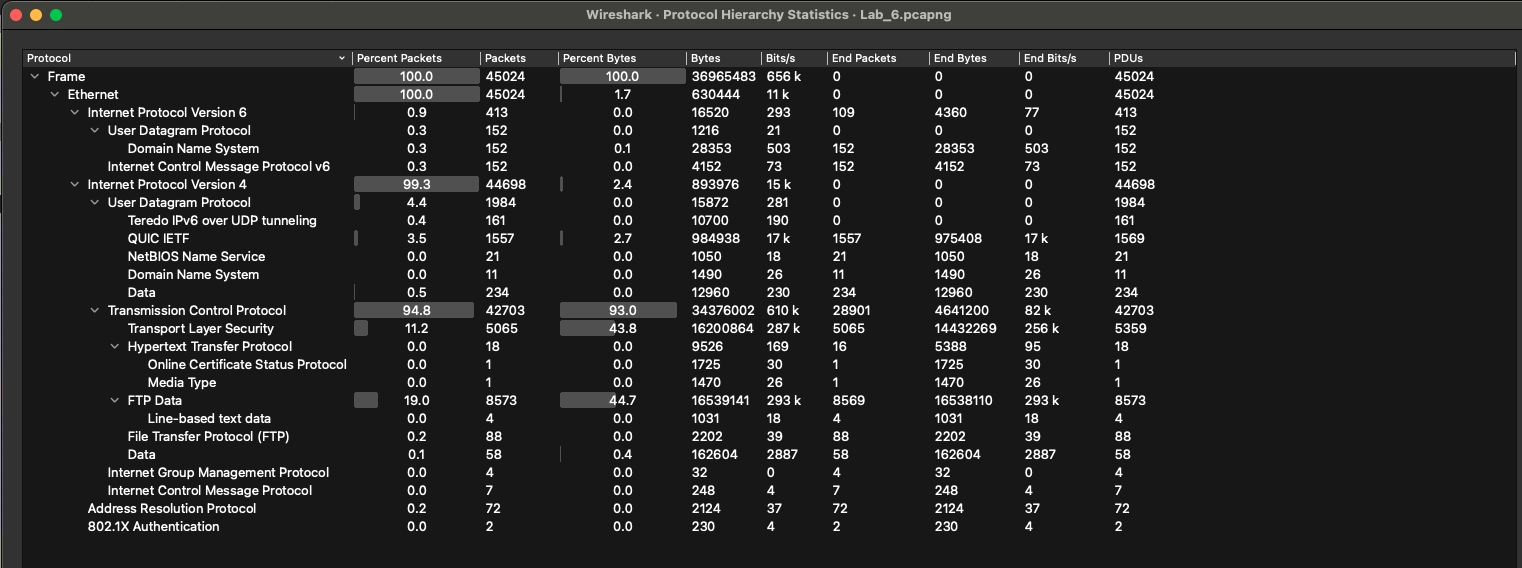 Wireshark · Protocol Hierarchy Statistics · Lab_6.pcapng
Protocol Percent Packets Packets Percent Bytes Bytes Bits/s End Packets End Bytes End Bits/s PDUs
Frame 100.0 45024 100.0 36965483 656 k 0 0 0 45024
Ethernet 100.0 45024 1.7 630444 11 k 0 0 0 45024
Internet Protocol Version 6 0.9 413 0.0 16520 293 109 4360 77 413
User Datagram Protocol 0.3 152 0.0 1216 21 0 0 0 152
Domain Name System 0.3 152 0.1 28353 503 152 28353 503 152
Internet Control Message Protocol v6 0.3 152 0.0 4152 73 152 4152 73 152
Internet Protocol Version 4 99.3 44698 2.4 893976 15 k 0 0 0 44698
User Datagram Protocol 4.4 1984 0.0 15872 281 0 0 0 1984
Teredo IPv6 over UDP tunneling 0.4 161 0.0 10700 190 0 0 0 161
QUIC IETF 3.5 1557 2.7 984938 17 k 1557 975408 17 k 1569
NetBIOS Name Service 0.0 21 0.0 1050 18 21 1050 18 21
Domain Name System 0.0 11 0.0 1490 26 11 1490 26 11
Data 0.5 234 0.0 12960 230 234 12960 230 234
Transmission Control Protocol 94.8 42703 93.0 34376002 610 k 28901 4641200 82 k 42703
Transport Layer Security 11.2 5065 43.8 16200864 287 k 5065 14432269 256 k 5359
Hypertext Transfer Protocol 0.0 18 0.0 9526 169 16 5388 95 18
Online Certificate Status Protocol 0.0 1 0.0 1725 30 1 1725 30 1
Media Type 0.0 1 0.0 1470 26 1 1470 26 1
FTP Data 19.0 8573 44.7 16539141 293 k 8569 16538110 293 k 8573
Line-based text data 0.0 4 0.0 1031 18 4 1031 18 4
File Transfer Protocol (FTP) 0.2 88 0.0 2202 39 88 2202 39 88
Data 0.1 58 0.4 162604 2887 58 162604 2887 58
Internet Group Management Protocol 0.0 4 0.0 32 0 4 32 0 4
Internet Control Message Protocol 0.0 7 0.0 248 4 7 248 4 7
Address Resolution Protocol 0.2 72 0.0 2124 37 72 2124 37 72
802.1X Authentication 0.0 2 0.0 230 4 2 230 4 2